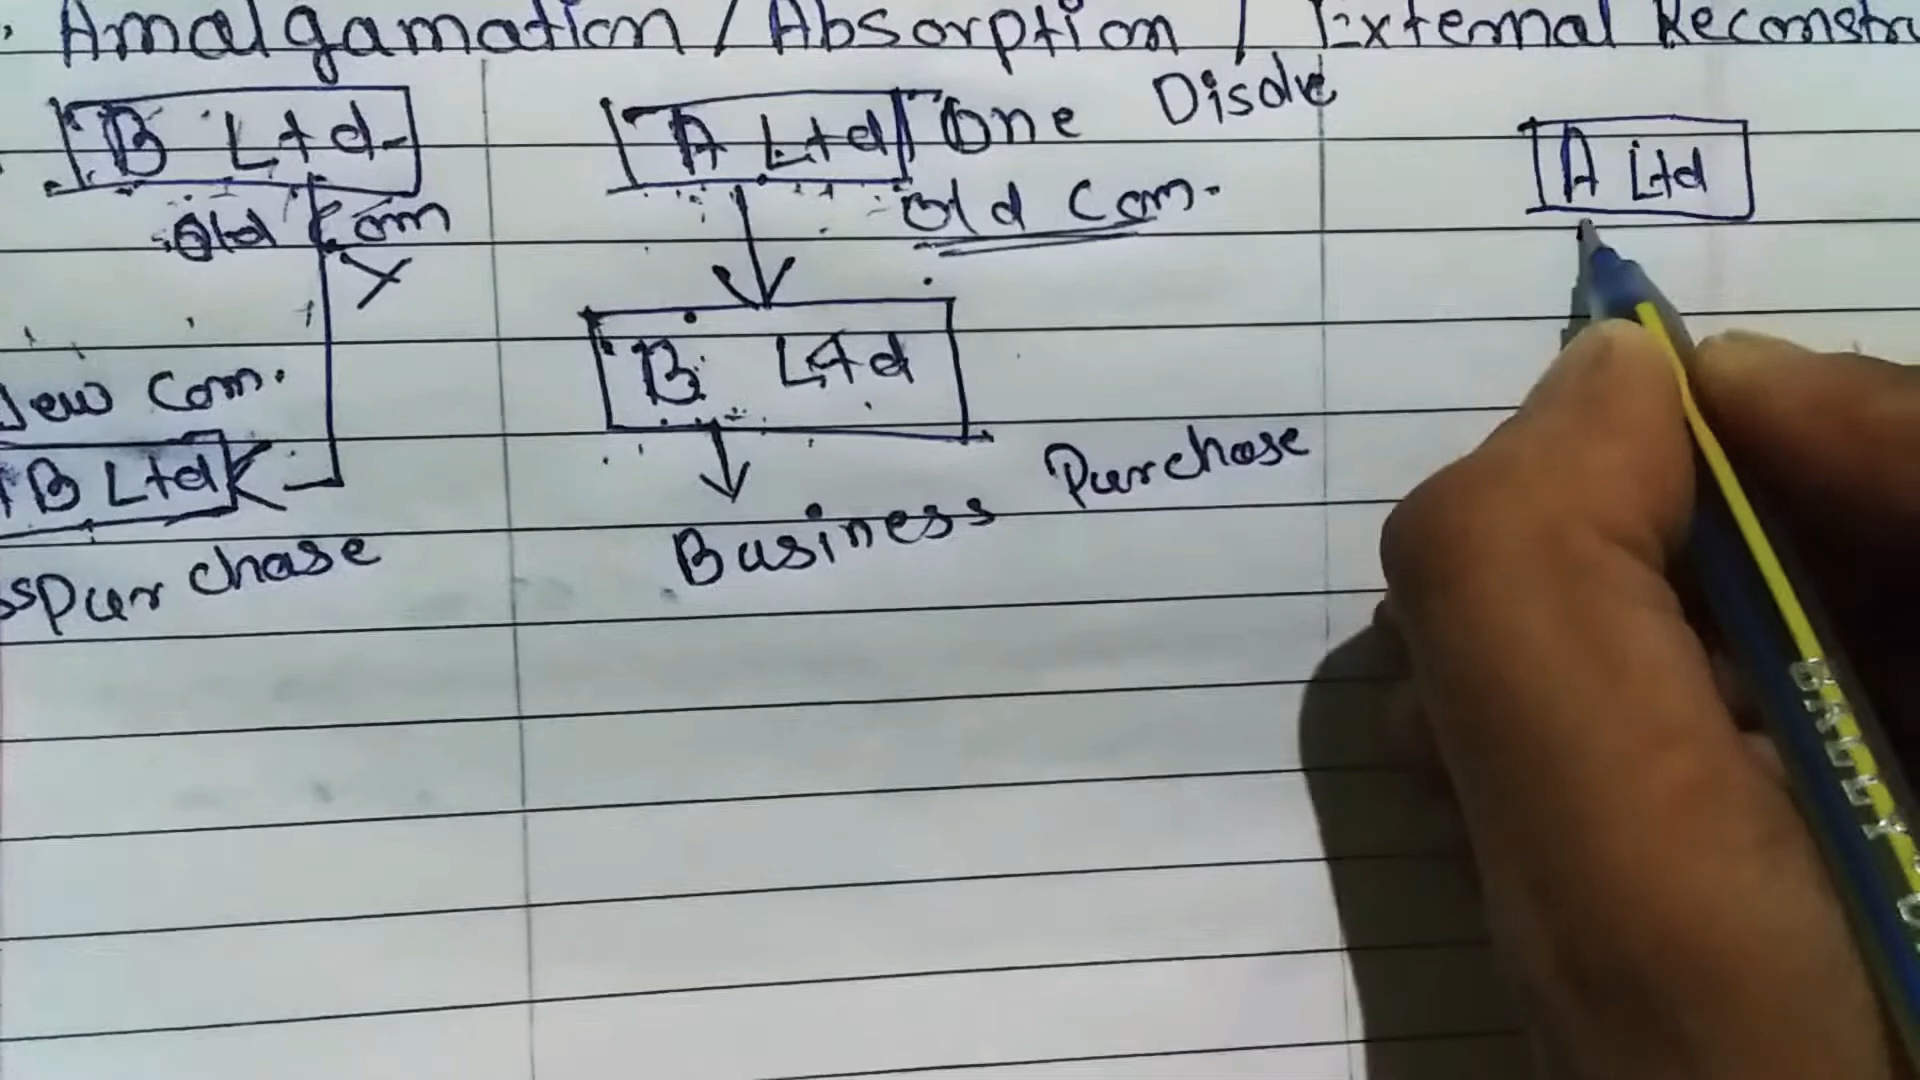 Amalgamation / Absorption / External Reconstru
B Ltd.
Old Com
X
New Com.
B Ltd
Purchase
A Ltd One Disolve
Old Com.
B Ltd
Business Purchase
A Ltd